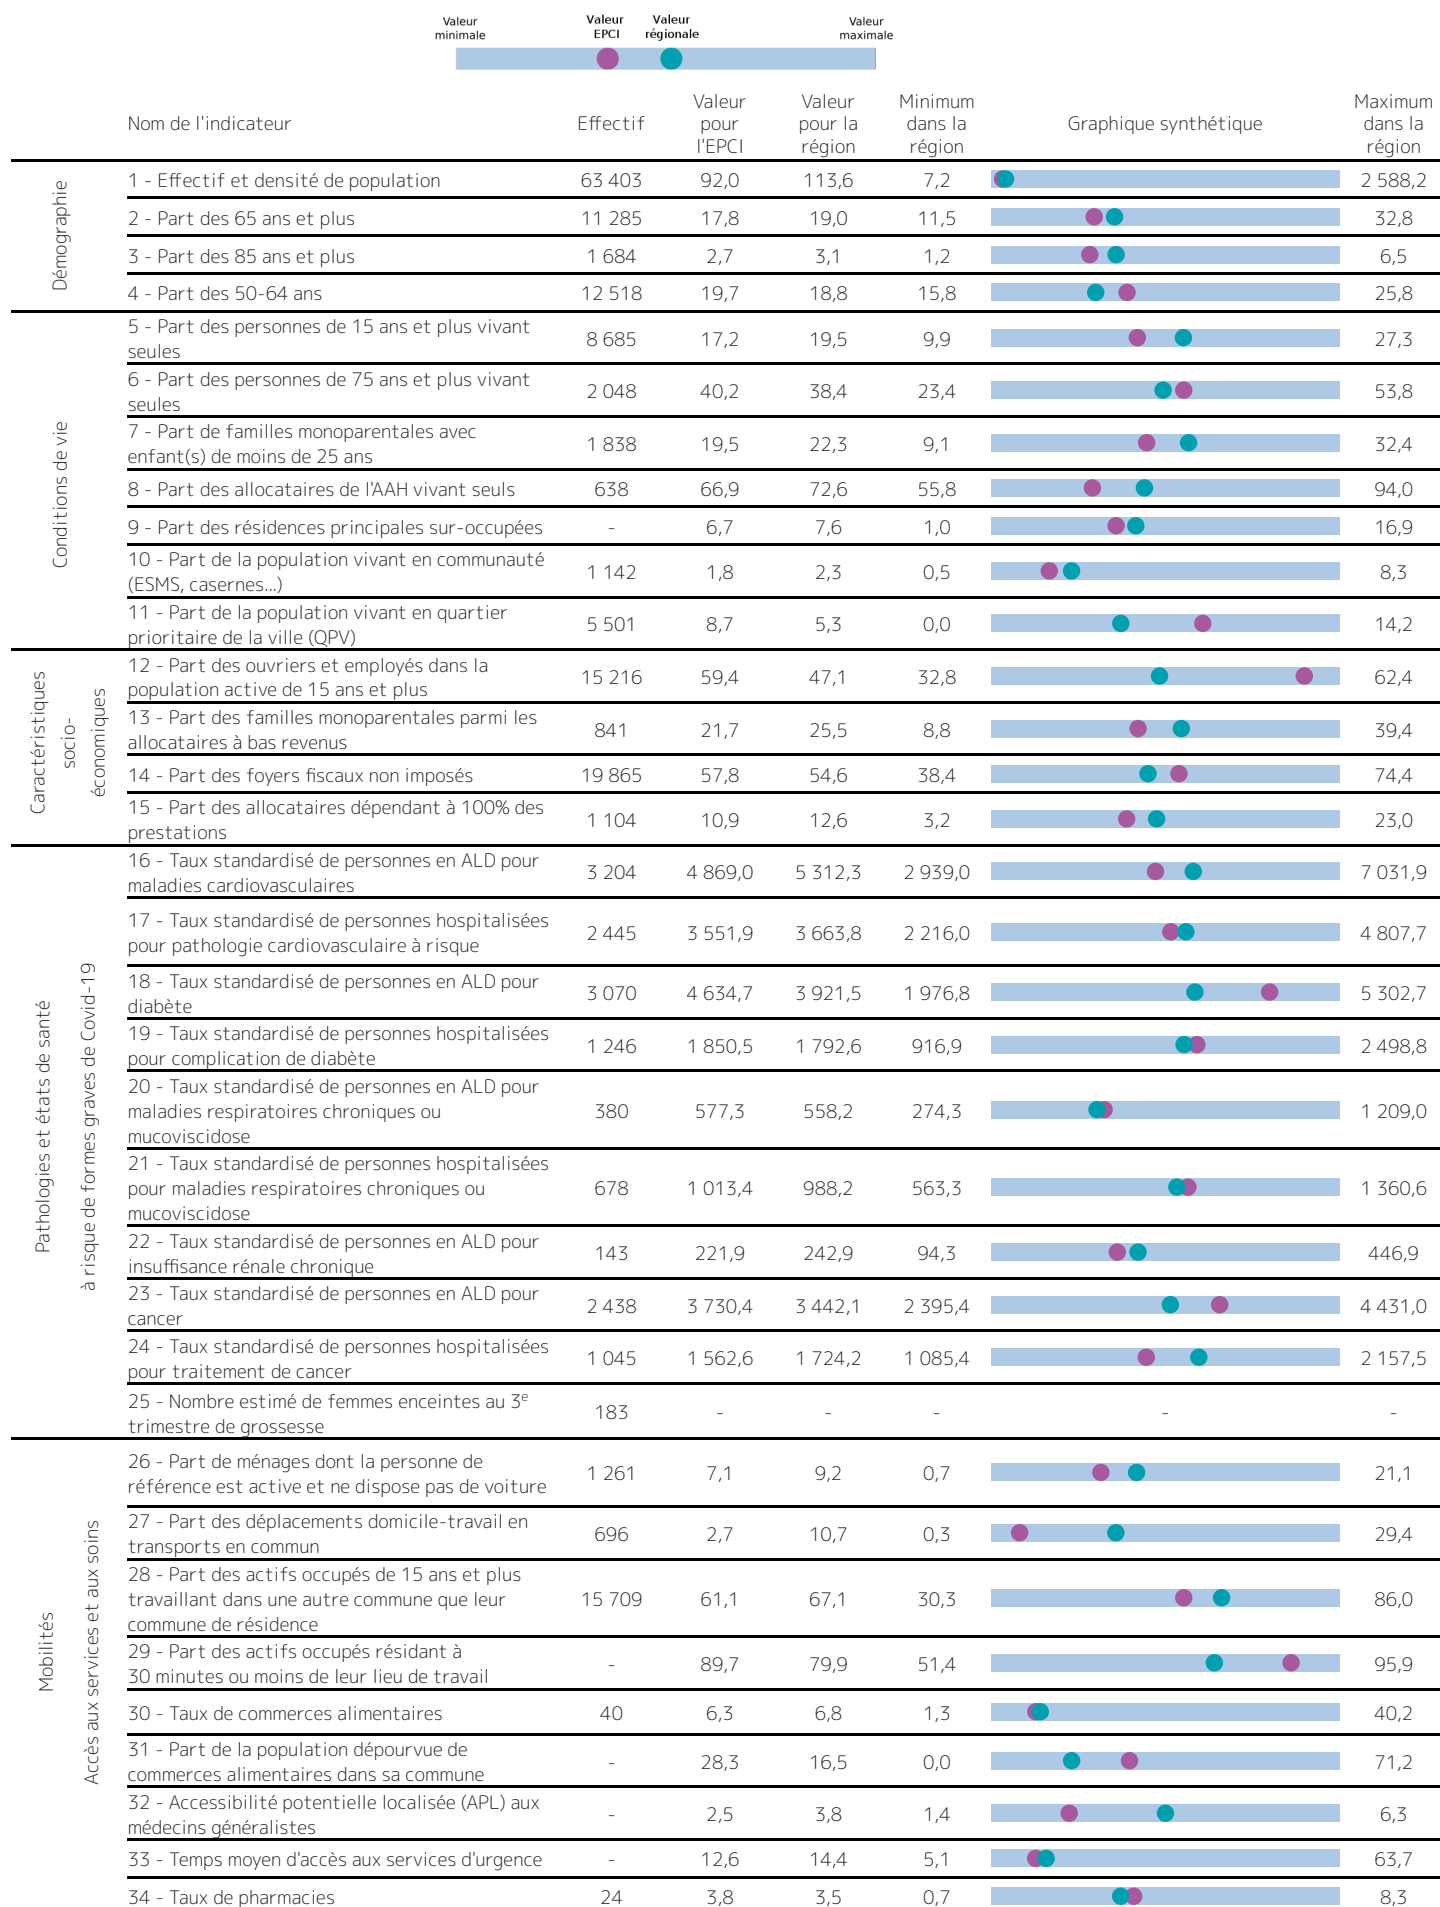 Valeur minimale
Valeur EPCI
Valeur régionale
Valeur maximale
Nom de l'indicateur Effectif Valeur pour l'EPCI Valeur pour la région Minimum dans la région Graphique synthétique Maximum dans la région
Démographie
1 - Effectif et densité de population 63 403 92,0 113,6 7,2 2 588,2
2 - Part des 65 ans et plus 11 285 17,8 19,0 11,5 32,8
3 - Part des 85 ans et plus 1 684 2,7 3,1 1,2 6,5
4 - Part des 50-64 ans 12 518 19,7 18,8 15,8 25,8
Conditions de vie
5 - Part des personnes de 15 ans et plus vivant
seules 8 685 17,2 19,5 9,9 27,3
6 - Part des personnes de 75 ans et plus vivant
seules 2 048 40,2 38,4 23,4 53,8
7 - Part de familles monoparentales avec
enfant(s) de moins de 25 ans 1 838 19,5 22,3 9,1 32,4
8 - Part des allocataires de l'AAH vivant seuls 638 66,9 72,6 55,8 94,0
9 - Part des résidences principales sur-occupées - 6,7 7,6 1,0 16,9
10 - Part de la population vivant en communauté
(ESMS, casernes...) 1 142 1,8 2,3 0,5 8,3
11 - Part de la population vivant en quartier
prioritaire de la ville (QPV) 5 501 8,7 5,3 0,0 14,2
Caractéristiques
socio-
économiques
12 - Part des ouvriers et employés dans la
population active de 15 ans et plus 15 216 59,4 47,1 32,8 62,4
13 - Part des familles monoparentales parmi les
allocataires à bas revenus 841 21,7 25,5 8,8 39,4
14 - Part des foyers fiscaux non imposés 19 865 57,8 54,6 38,4 74,4
15 - Part des allocataires dépendant à 100% des
prestations 1 104 10,9 12,6 3,2 23,0
Pathologies et états de santé
à risque de formes graves de Covid-19
16 - Taux standardisé de personnes en ALD pour
maladies cardiovasculaires 3 204 4 869,0 5 312,3 2 939,0 7 031,9
17 - Taux standardisé de personnes hospitalisées
pour pathologie cardiovasculaire à risque 2 445 3 551,9 3 663,8 2 216,0 4 807,7
18 - Taux standardisé de personnes en ALD pour
diabète 3 070 4 634,7 3 921,5 1 976,8 5 302,7
19 - Taux standardisé de personnes hospitalisées
pour complication de diabète 1 246 1 850,5 1 792,6 916,9 2 498,8
20 - Taux standardisé de personnes en ALD pour
maladies respiratoires chroniques ou
mucoviscidose 380 577,3 558,2 274,3 1 209,0
21 - Taux standardisé de personnes hospitalisées
pour maladies respiratoires chroniques ou
mucoviscidose 678 1 013,4 988,2 563,3 1 360,6
22 - Taux standardisé de personnes en ALD pour
insuffisance rénale chronique 143 221,9 242,9 94,3 446,9
23 - Taux standardisé de personnes en ALD pour
cancer 2 438 3 730,4 3 442,1 2 395,4 4 431,0
24 - Taux standardisé de personnes hospitalisées
pour traitement de cancer 1 045 1 562,6 1 724,2 1 085,4 2 157,5
25 - Nombre estimé de femmes enceintes au 3e
trimestre de grossesse 183 - - - - -
Mobilités
Accès aux services et aux soins
26 - Part de ménages dont la personne de
référence est active et ne dispose pas de voiture 1 261 7,1 9,2 0,7 21,1
27 - Part des déplacements domicile-travail en
transports en commun 696 2,7 10,7 0,3 29,4
28 - Part des actifs occupés de 15 ans et plus
travaillant dans une autre commune que leur
commune de résidence 15 709 61,1 67,1 30,3 86,0
29 - Part des actifs occupés résidant à
30 minutes ou moins de leur lieu de travail - 89,7 79,9 51,4 95,9
30 - Taux de commerces alimentaires 40 6,3 6,8 1,3 40,2
31 - Part de la population dépourvue de
commerces alimentaires dans sa commune - 28,3 16,5 0,0 71,2
32 - Accessibilité potentielle localisée (APL) aux
médecins généralistes - 2,5 3,8 1,4 6,3
33 - Temps moyen d'accès aux services d'urgence - 12,6 14,4 5,1 63,7
34 - Taux de pharmacies 24 3,8 3,5 0,7 8,3